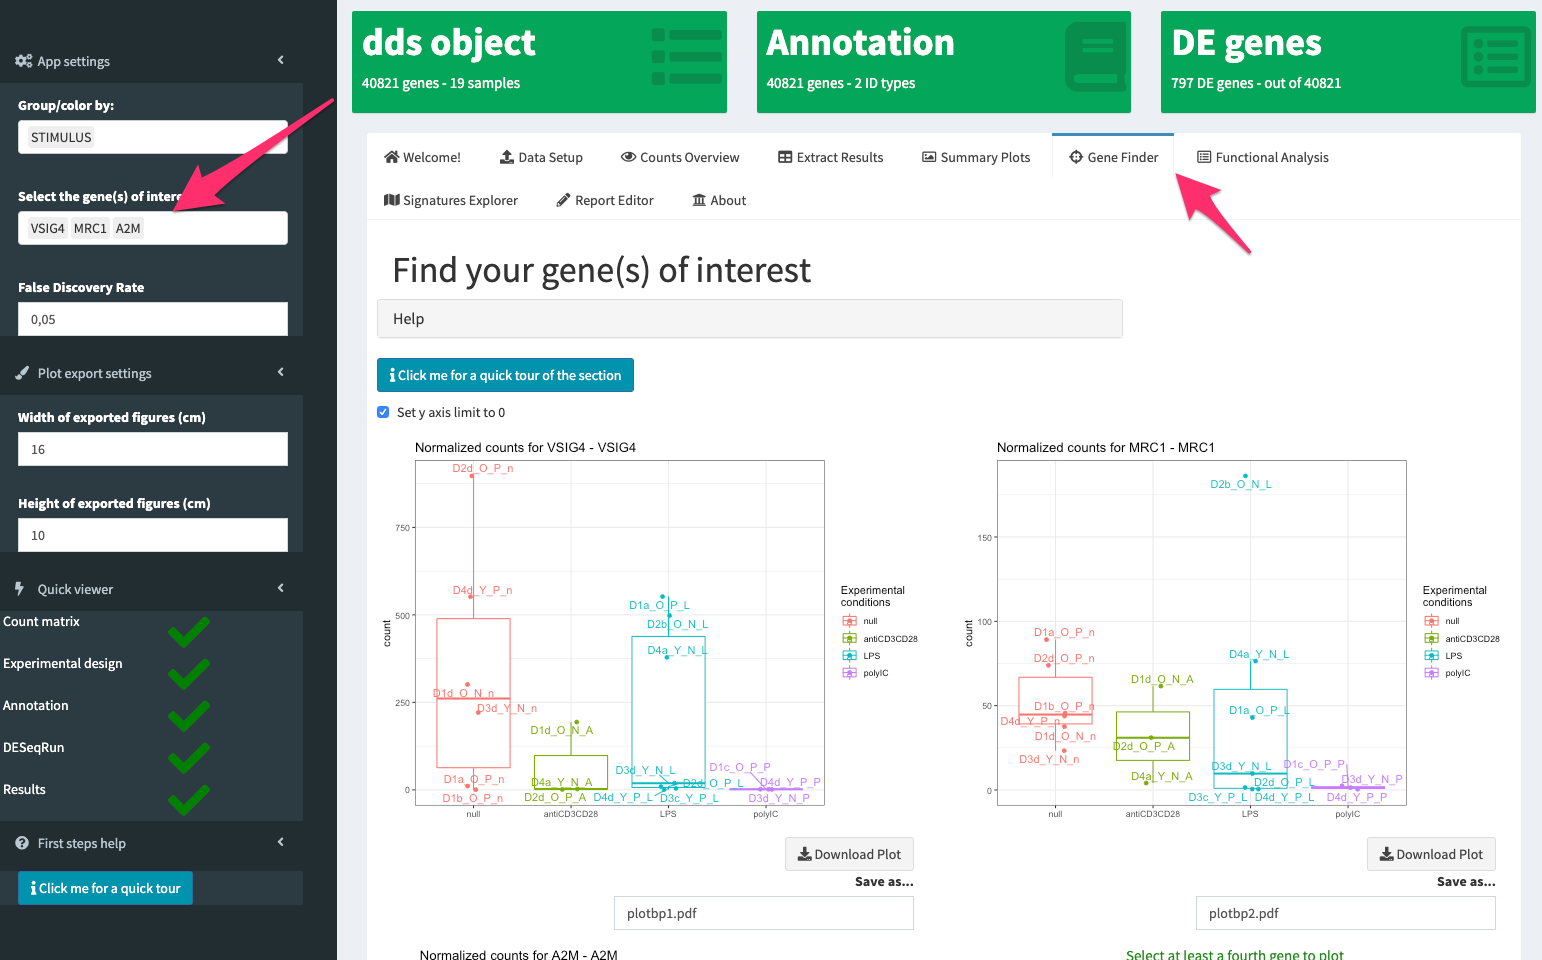 App settings
Group/color by:
STIMULUS
Select the gene(s) of intere
VSIG4 MRC1 A2M
False Discovery Rate
0,05
Plot export settings
Width of exported figures (cm)
16
Height of exported figures (cm)
10
Quick viewer
Count matrix
Experimental design
Annotation
DESeqRun
Results
First steps help
Click me for a quick tour
dds object
40821 genes - 19 samples
Annotation
40821 genes - 2 ID types
DE genes
797 DE genes - out of 40821
Welcome! Data Setup Counts Overview Extract Results Summary Plots Gene Finder Functional Analysis
Signatures Explorer Report Editor About
Find your gene(s) of interest
Help
Click me for a quick tour of the section
Set y axis limit to 0
Normalized counts for VSIG4 - VSIG4
D2d_O_P_n
750
D4d_Y_P_n
D1a_O_P_L
500
D2b_O_N_L
count
D4a_Y_N_L
D1d_O_N_n
250
D3d_Y_N_n
D1d_O_N_A
D3d_Y_N_L
D1c_O_P_P
D1a_O_P_n
D4a_Y_N_A
D2d_O_P_L
D4d_Y_P_P
0
D1b_O_P_n
D2d_O_P_A
D4d_Y_P_L
D3c_Y_P_L
D3d_Y_N_P
null antiCD3CD28 LPS polyIC
Experimental
conditions
null
antiCD3CD28
LPS
polyIC
Download Plot
Save as...
plotbp1.pdf
Normalized counts for MRC1 - MRC1
D2b_O_N_L
150
100
count
D1a_O_P_n
D2d_O_P_n
D4a_Y_N_L
D1d_O_N_A
50
D1b_O_P_n
D1a_O_P_L
D4d_Y_P_n
D1d_O_N_n
D2d_O_P_A
D3d_Y_N_n
D3d_Y_N_L
D1c_O_P_P
D4a_Y_N_A
D2d_O_P_L
D3d_Y_N_P
0
D3c_Y_P_L
D4d_Y_P_L
D4d_Y_P_P
null antiCD3CD28 LPS polyIC
Experimental
conditions
null
antiCD3CD28
LPS
polyIC
Download Plot
Save as...
plotbp2.pdf
Normalized counts for A2M - A2M
Select at least a fourth gene to plot